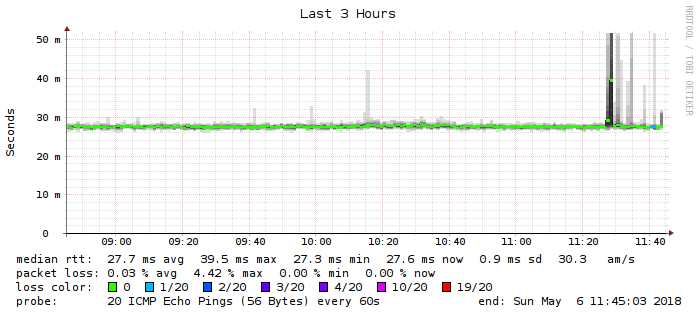 Last 3 Hours
RRDTOOL / TOBI OETIKER
Seconds
50 m
40 m
30 m
20 m
10 m
0
09:00 09:20 09:40 10:00 10:20 10:40 11:00 11:20 11:40
median rtt: 27.7 ms avg 39.5 ms max 27.3 ms min 27.6 ms now 0.9 ms sd 30.3 am/s
packet loss: 0.03 % avg 4.42 % max 0.00 % min 0.00 % now
loss color: 0 1/20 2/20 3/20 4/20 10/20 19/20
probe: 20 ICMP Echo Pings (56 Bytes) every 60s end: Sun May 6 11:45:03 2018